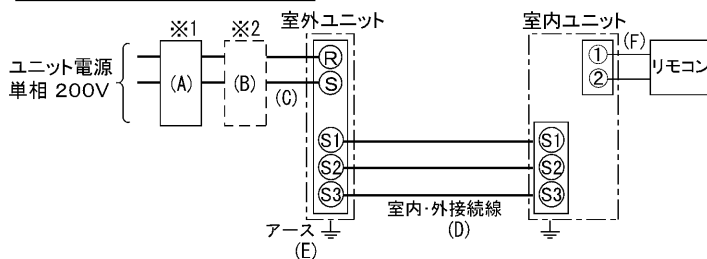 ※1
※2
室外ユニット
室内ユニット
ユニット電源
単相 200V
(A)
(B)
(C)
R
S
①
②
(F)
リモコン
S1
S2
S3
S1
S2
S3
室内・外接続線
(D)
アース
(E)